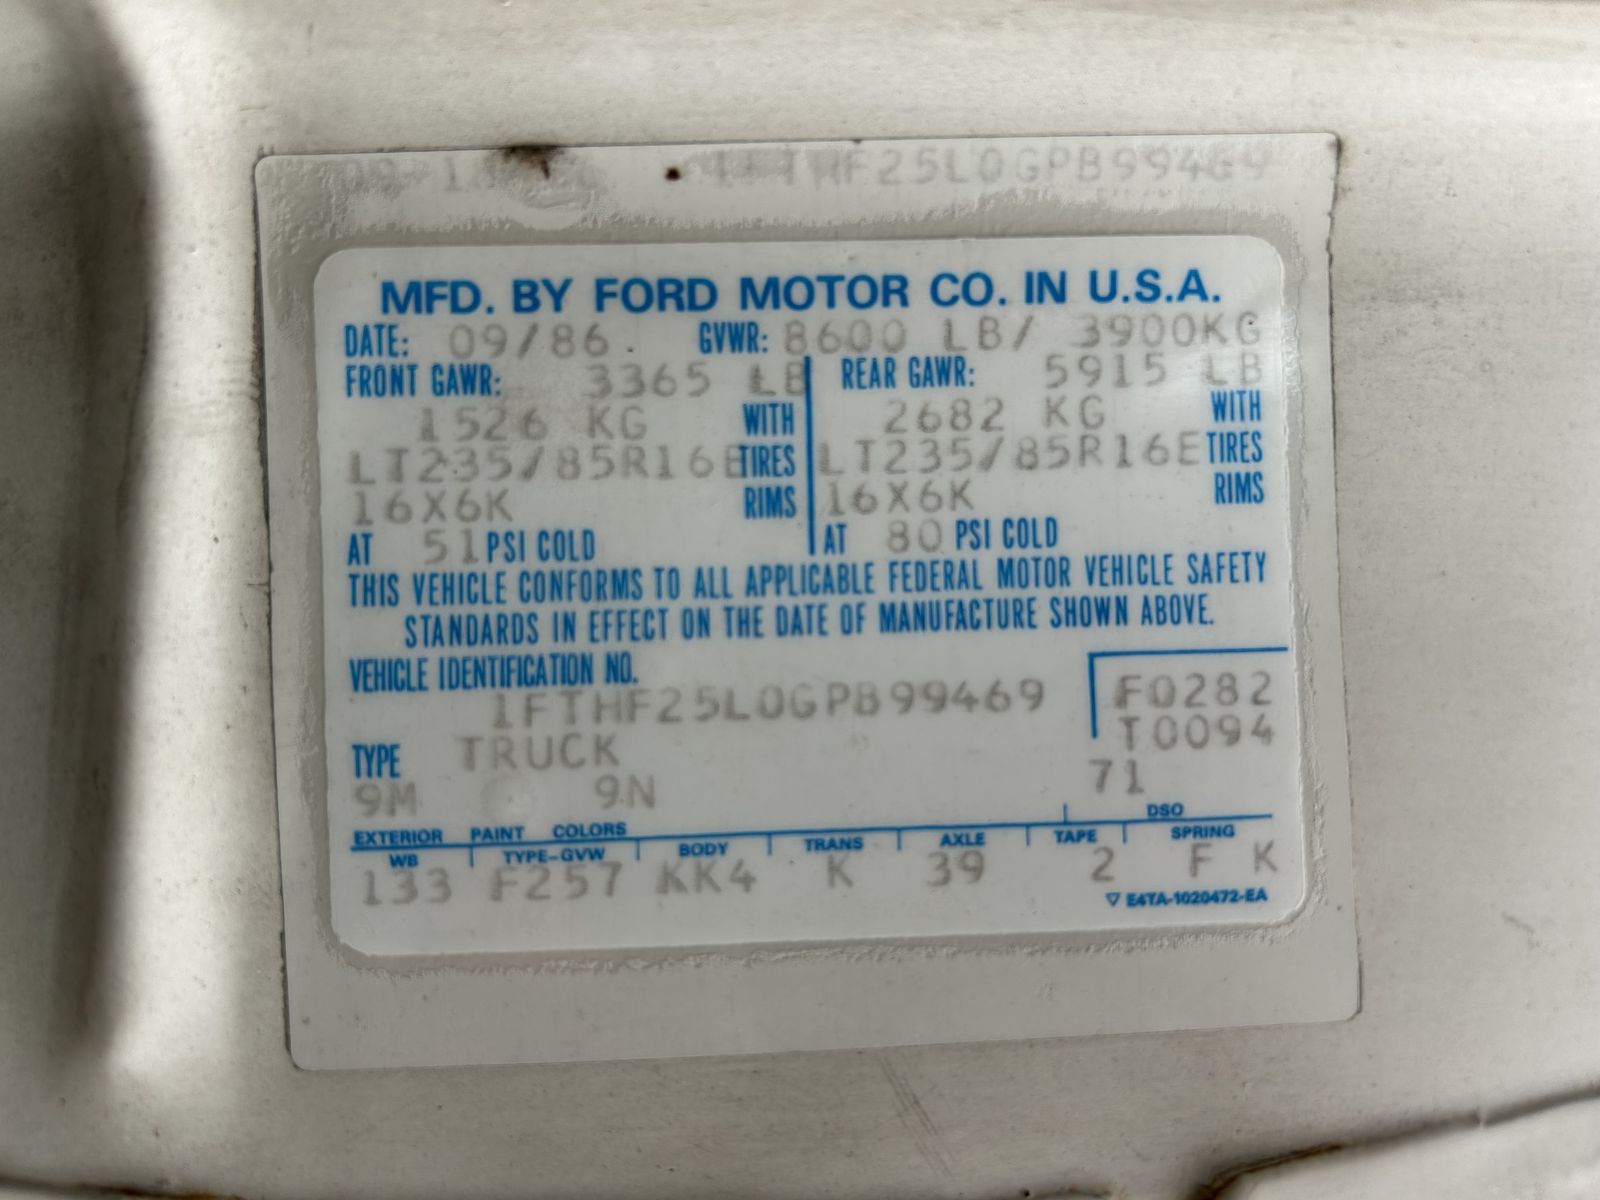 1FTHF25L0GPB99469
MFD. BY FORD MOTOR CO. IN U.S.A.
DATE: 09/86. GVWR: 8600 LB/ 3900KG
FRONT GAWR: 3365 LB REAR GAWR: 5915 LB
1526 KG WITH 2682 KG WITH
LT235/85R16E TIRES LT235/85R16E TIRES
16X6K RIMS 16X6K RIMS
AT 51 PSI COLD AT 80 PSI COLD
THIS VEHICLE CONFORMS TO ALL APPLICABLE FEDERAL MOTOR VEHICLE SAFETY
STANDARDS IN EFFECT ON THE DATE OF MANUFACTURE SHOWN ABOVE.
VEHICLE IDENTIFICATION NO.
1FTHF25L0GPB99469 F0282
TYPE TRUCK T0094
9M 9N 71
EXTERIOR PAINT COLORS DSO
WB TYPE-GVW BODY TRANS AXLE TAPE SPRING
133 F257 KK4 K 39 2 F K
▽ E4TA-1020472-EA